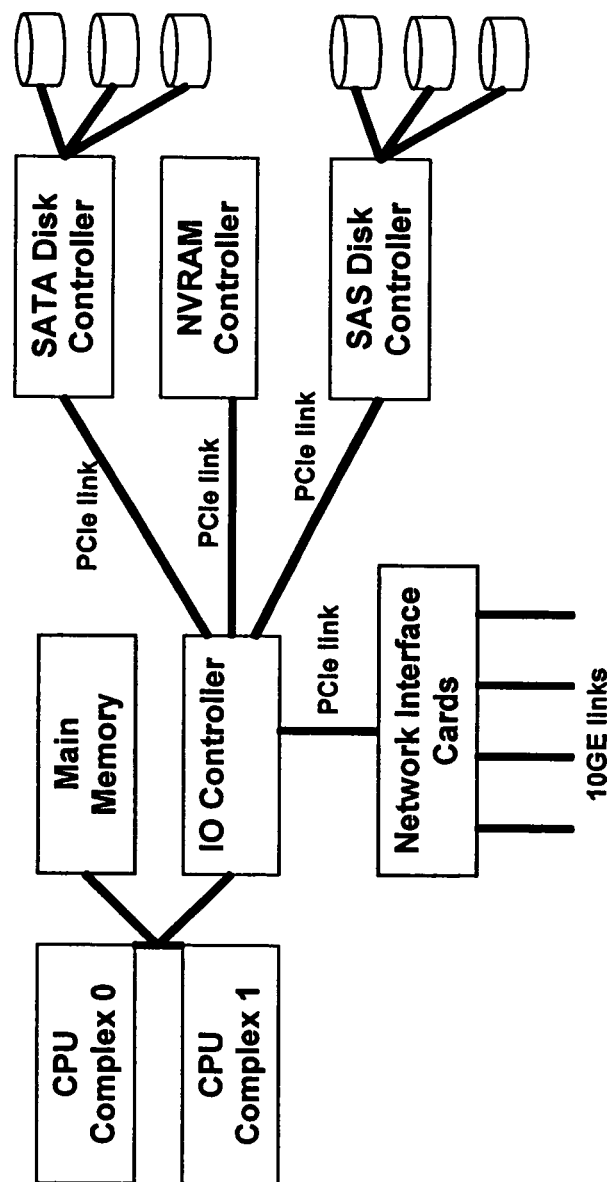 CPU
Complex 0
CPU
Complex 1
Main
Memory
IO Controller
PCIe link
PCIe link
PCIe link
PCIe link
SATA Disk
Controller
NVRAM
Controller
SAS Disk
Controller
Network Interface
Cards
10GE links